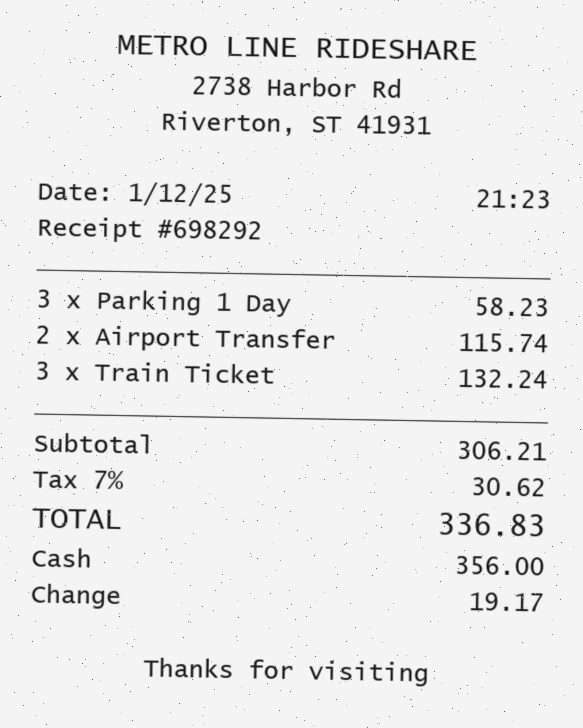 METRO LINE RIDESHARE
2738 Harbor Rd
Riverton, ST 41931
Date: 1/12/25 21:23
Receipt #698292
3 x Parking 1 Day 58.23
2 x Airport Transfer 115.74
3 x Train Ticket 132.24
Subtotal 306.21
Tax 7% 30.62
TOTAL 336.83
Cash 356.00
Change 19.17
Thanks for visiting